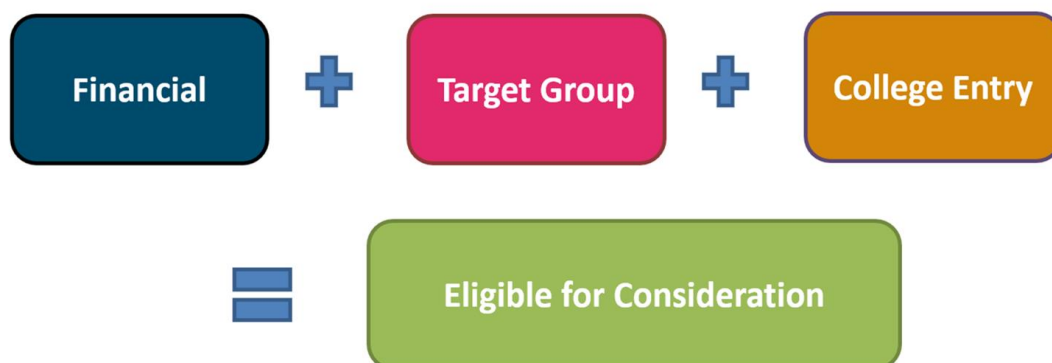 Financial
Target Group
College Entry
Eligible for Consideration